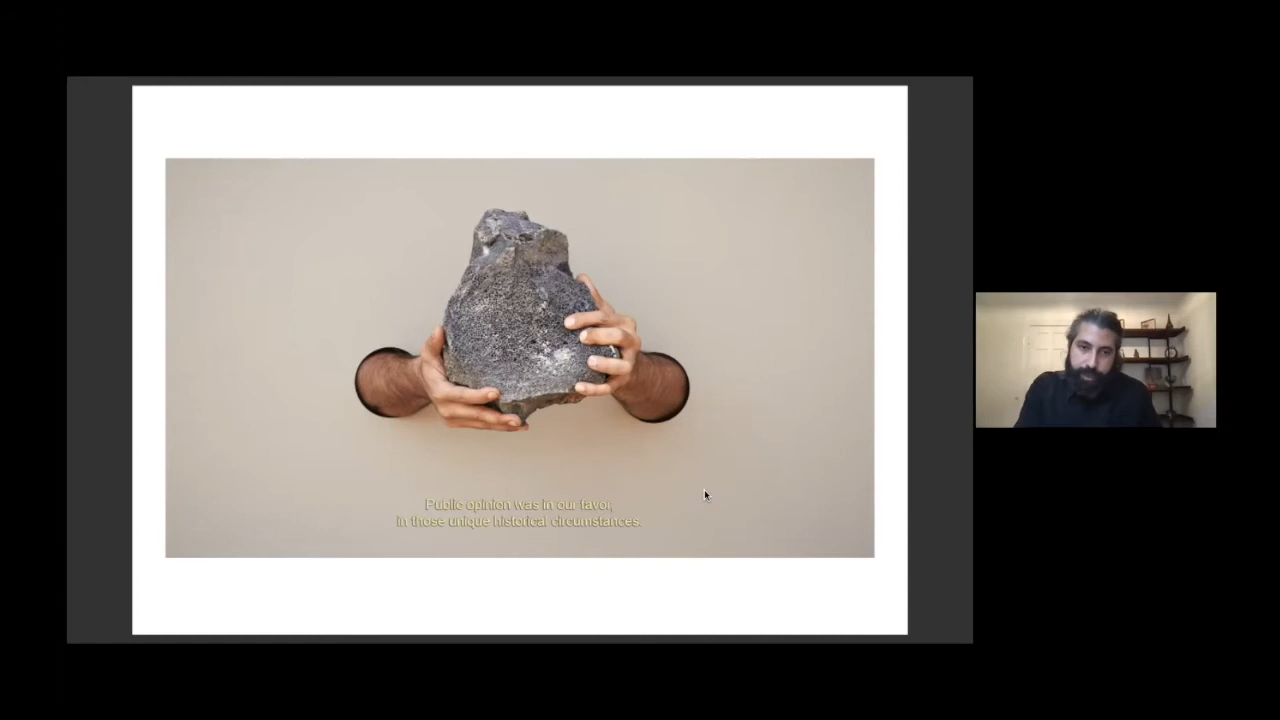 Public opinion was in our favor,
in those unique historical circumstances.